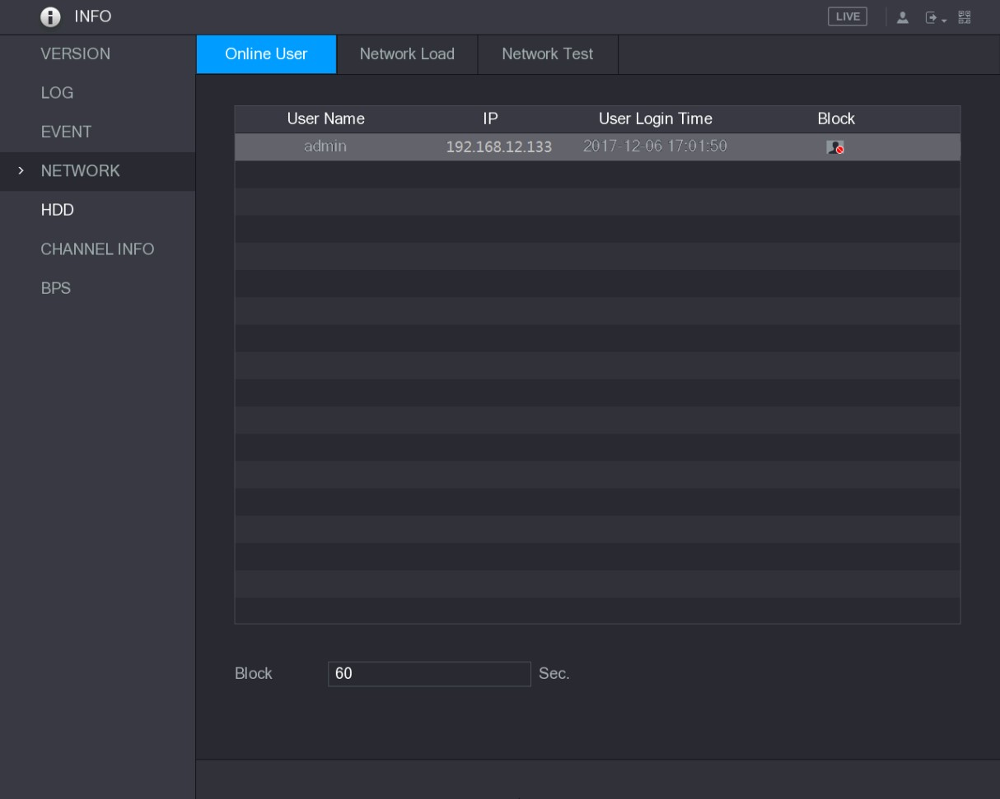 INFO
LIVE
VERSION
LOG
EVENT
> NETWORK
HDD
CHANNEL INFO
BPS
Online User Network Load Network Test
User Name IP User Login Time Block
admin 192.168.12.133 2017-12-06 17:01:50
Block 60 Sec.